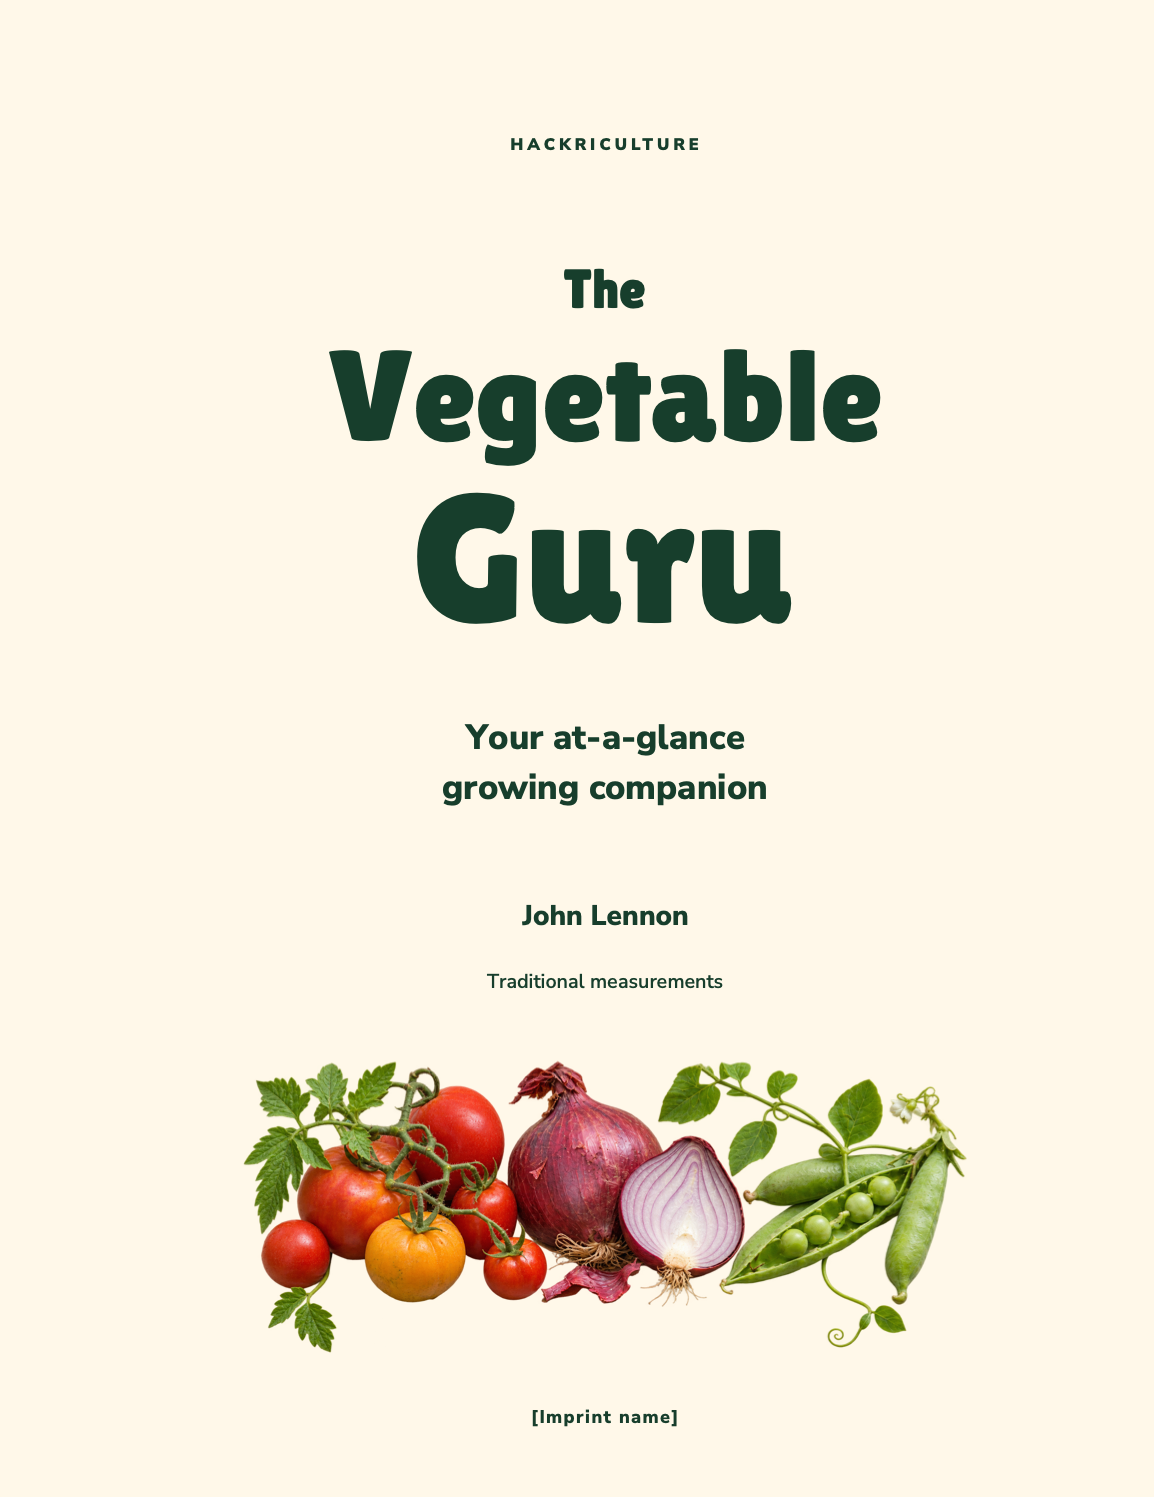 HACKRICULTURE
The
Vegetable
Guru
Your at-a-glance
growing companion
John Lennon
Traditional measurements
[Imprint name]